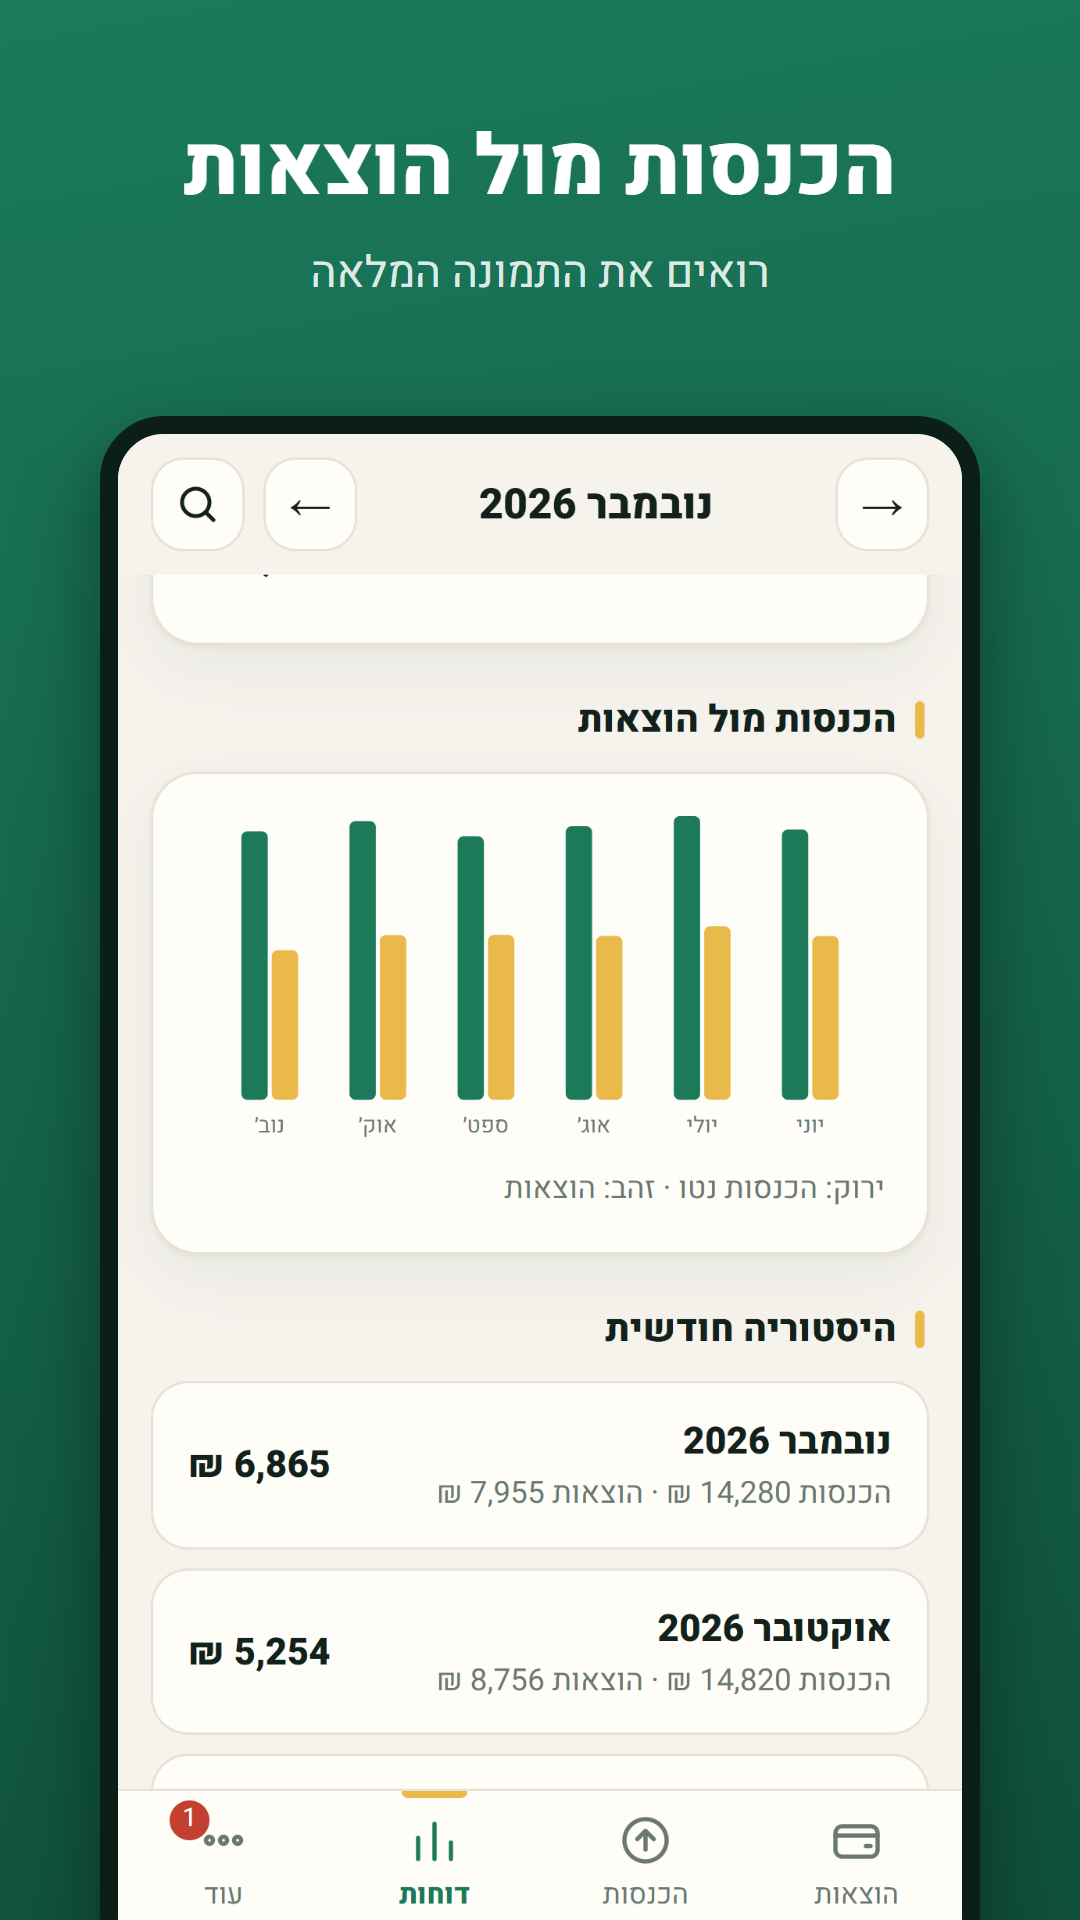 הכנסות מול הוצאות
רואים את התמונה המלאה
→ נובמבר 2026 ←
הכנסות מול הוצאות
יוני יולי אוג׳ ספט׳ אוק׳ נוב׳
ירוק: הכנסות נטו · זהב: הוצאות
היסטוריה חודשית
נובמבר 2026
הכנסות 14,280 ₪ · הוצאות 7,955 ₪
6,865 ₪
אוקטובר 2026
הכנסות 14,820 ₪ · הוצאות 8,756 ₪
5,254 ₪
1
הוצאות הכנסות דוחות עוד